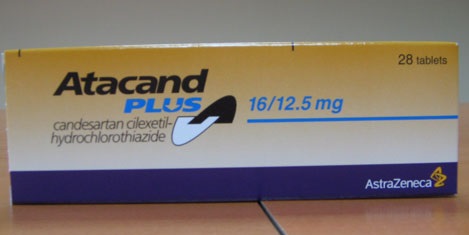 28 tablets
Atacand
PLUS
16/12.5 mg
candesartan cilexetil-
hydrochlorothiazide
AstraZeneca